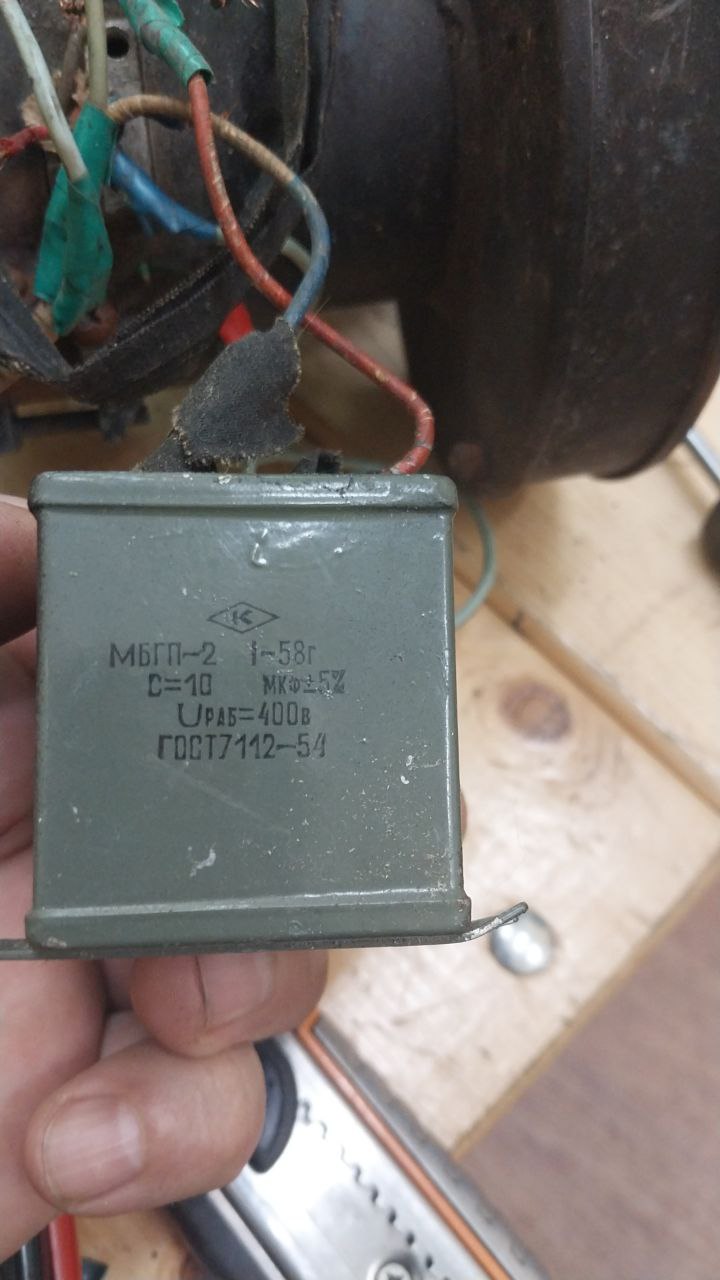 К
МБГП-2 1-58г
С=10 МКФ±5%
UРАБ=400в
ГОСТ7112-54